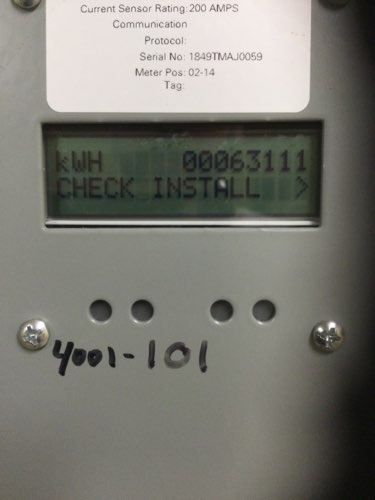 Current Sensor Rating: 200 AMPS
Communication
Protocol:
Serial No: 1849TMAJ0059
Meter Pos: 02-14
Tag:
kWH 00063111
CHECK INSTALL >
4001-101